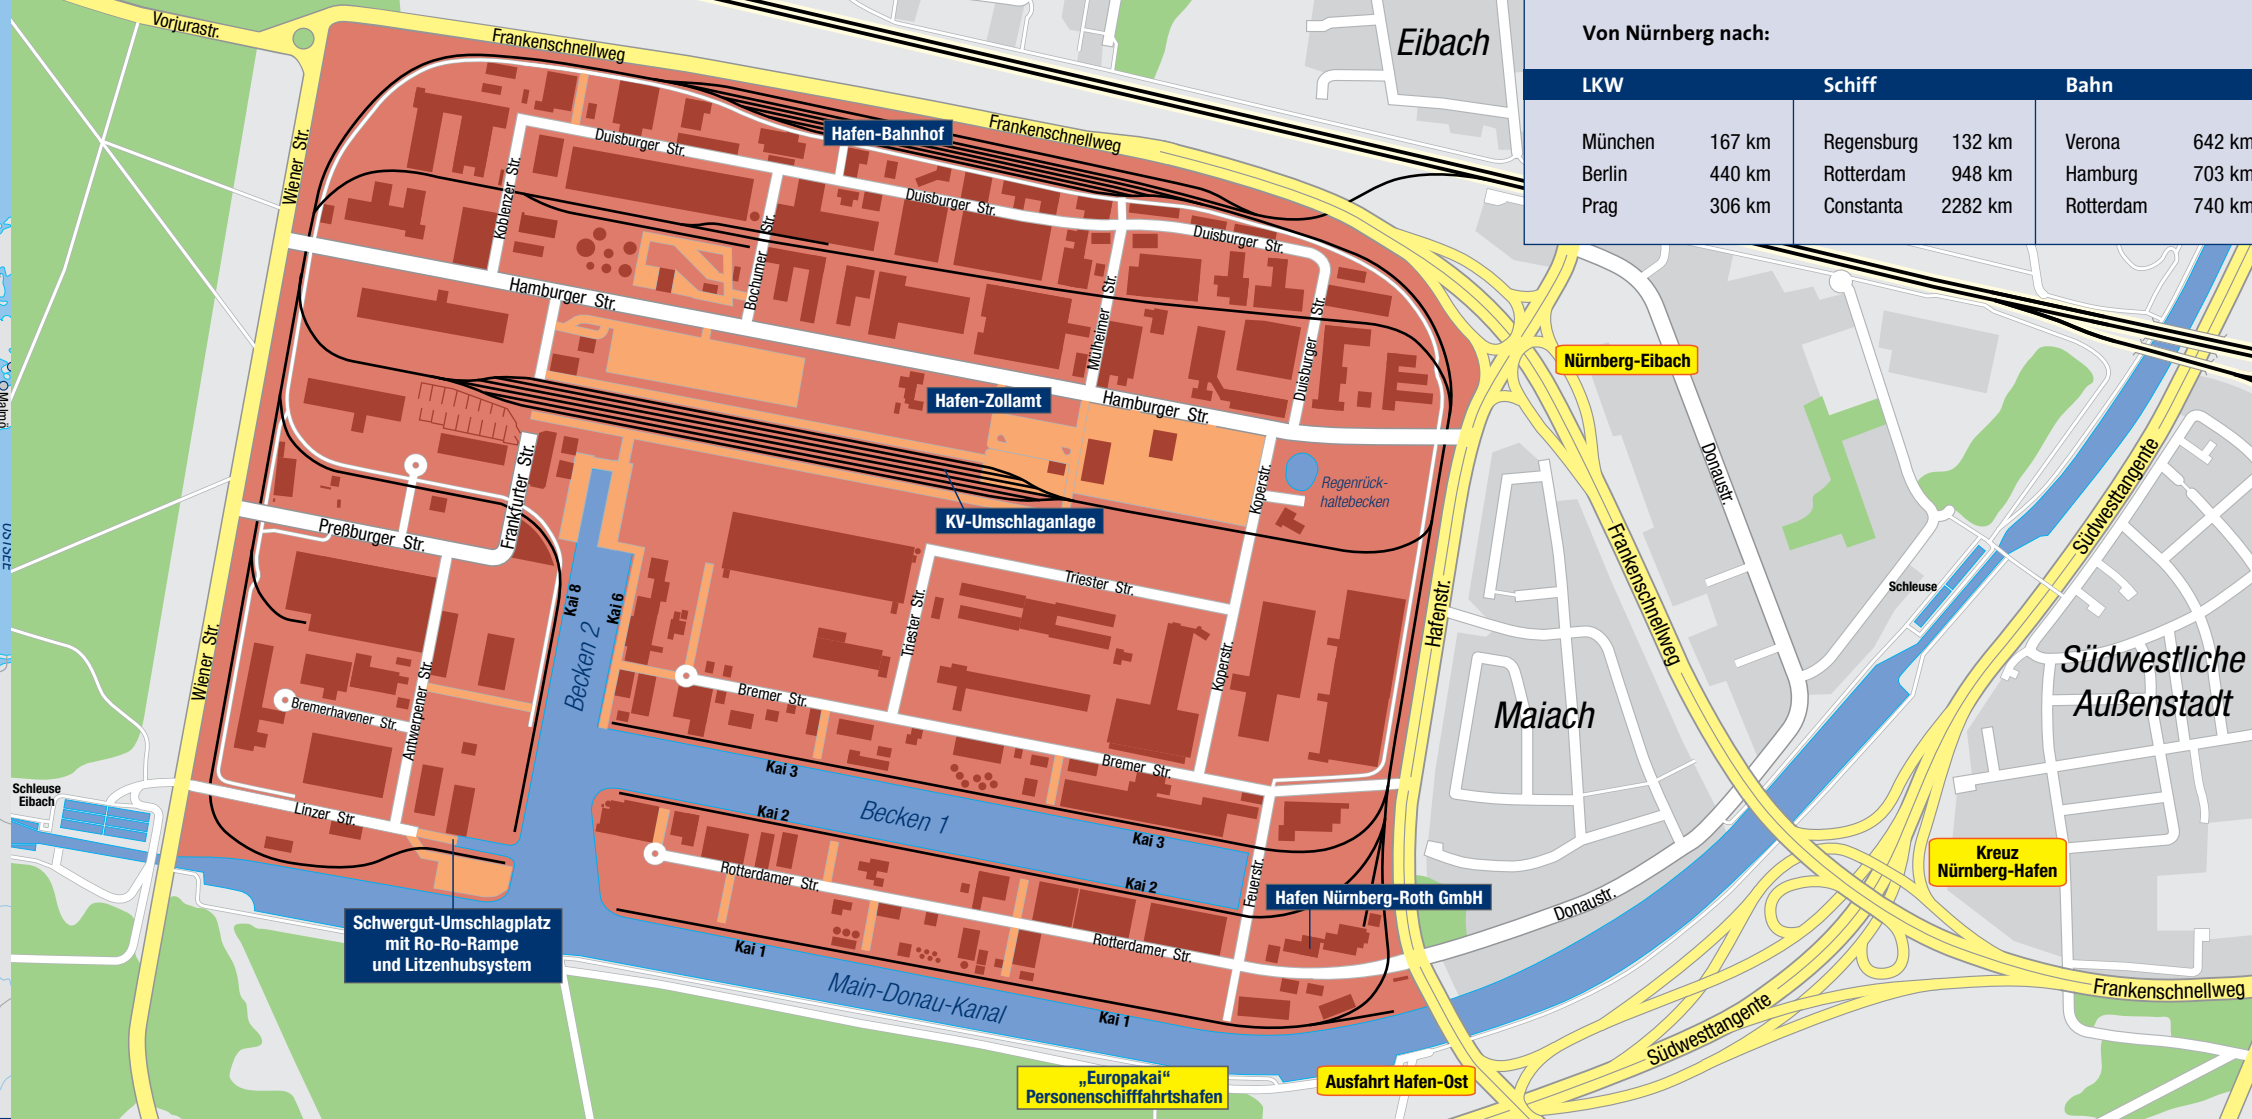 Von Nürnberg nach:
LKW Schiff Bahn
München 167 km Regensburg 132 km Verona 642 km
Berlin 440 km Rotterdam 948 km Hamburg 703 km
Prag 306 km Constanta 2282 km Rotterdam 740 km
Vorjurastr.
Frankenschnellweg
Eibach
Frankenschnellweg
Hafen-Bahnhof
Wiener Str.
Duisburger Str.
Koblenzer Str.
Duisburger Str.
Duisburger Str.
Bochumer Str.
Hamburger Str.
Mülheimer Str.
Duisburger Str.
Nürnberg-Eibach
Hafen-Zollamt
Hamburger Str.
Malmö
OSTSEE
Frankfurter Str.
Koperstr.
Regenrück-
haltebecken
Donaustr.
Südwesttangente
KV-Umschlaganlage
Preßburger Str.
Triester Str.
Triester Str.
Kai 8
Kai 6
Becken 2
Hafenstr.
Frankenschnellweg
Schleuse
Südwestliche
Außenstadt
Wiener Str.
Koperstr.
Bremer Str.
Bremerhavener Str.
Antwerpener Str.
Maiach
Bremer Str.
Kai 3
Schleuse
Eibach
Linzer Str.
Kai 2
Becken 1
Kai 3
Kai 2
Rotterdamer Str.
Feuerstr.
Hafen Nürnberg-Roth GmbH
Donaustr.
Kreuz
Nürnberg-Hafen
Schwergut-Umschlagplatz
mit Ro-Ro-Rampe
und Litzenhubsystem
Kai 1
Rotterdamer Str.
Main-Donau-Kanal
Kai 1
Frankenschnellweg
Südwesttangente
„Europakai“
Personenschifffahrtshafen
Ausfahrt Hafen-Ost